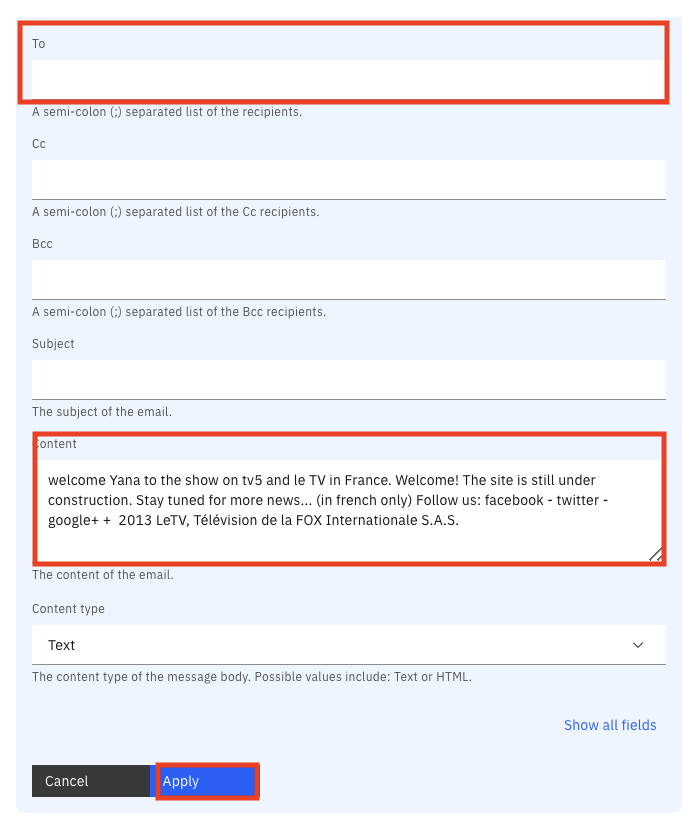 To
A semi-colon (;) separated list of the recipients.
Cc
A semi-colon (;) separated list of the Cc recipients.
Bcc
A semi-colon (;) separated list of the Bcc recipients.
Subject
The subject of the email.
Content
welcome Yana to the show on tv5 and le TV in France. Welcome! The site is still under
construction. Stay tuned for more news... (in french only) Follow us: facebook - twitter -
google+ +  2013 LeTV, Télévision de la FOX Internationale S.A.S.
The content of the email.
Content type
Text
The content type of the message body. Possible values include: Text or HTML.
Show all fields
Cancel
Apply